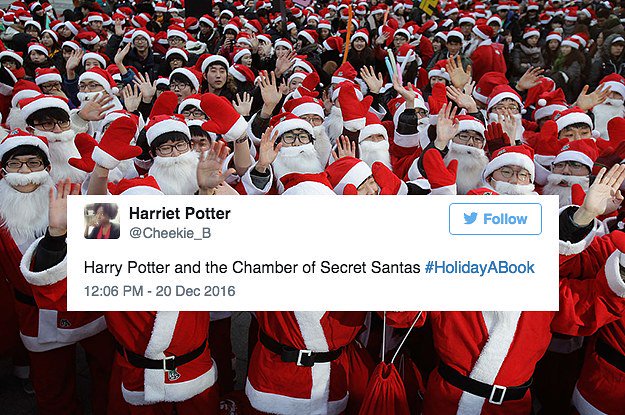 Harriet Potter
@Cheekie_B
Follow
Harry Potter and the Chamber of Secret Santas #HolidayABook
12:06 PM - 20 Dec 2016